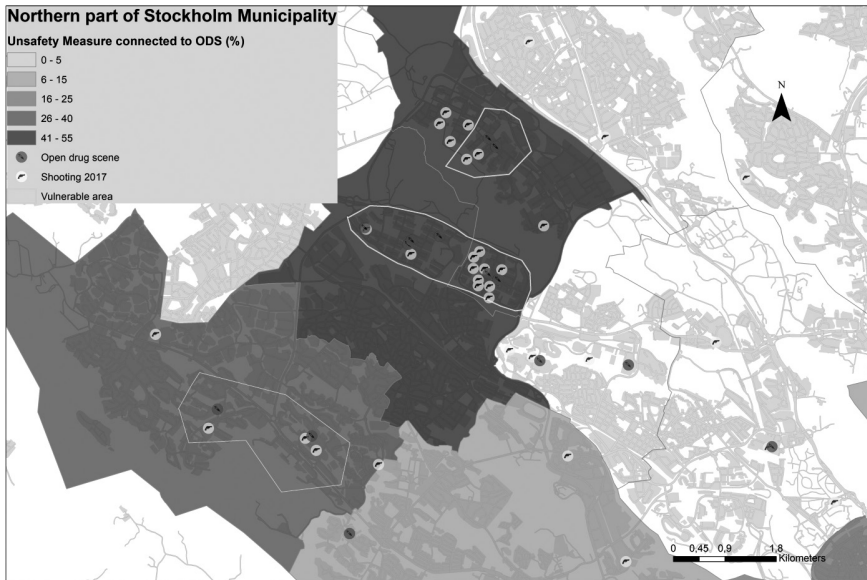 Northern part of Stockholm Municipality
Unsafety Measure connected to ODS (%)
0 - 5
6 - 15
16 - 25
26 - 40
41 - 55
Open drug scene
Shooting 2017
Vulnerable area
N
0 0,45 0,9 1,8
Kilometers